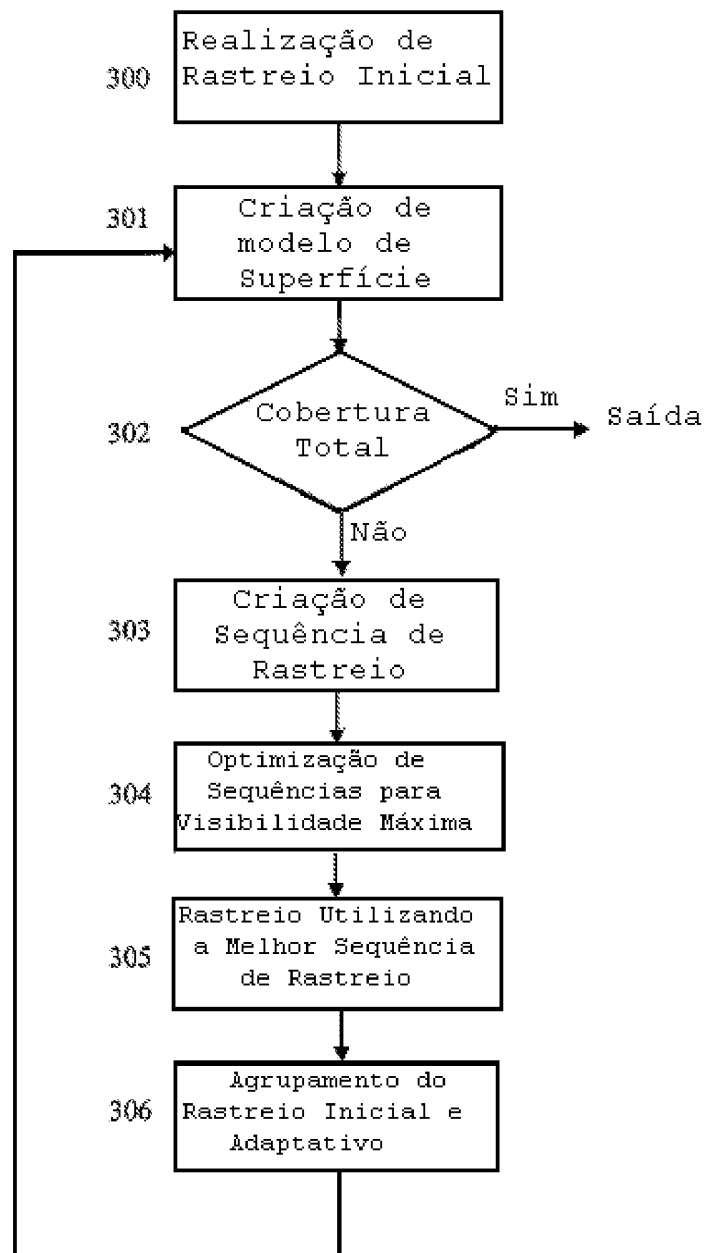 300
Realização de
Rastreio Inicial
301
Criação de
modelo de
Superfície
302
Cobertura
Total
Sim
Saída
Não
303
Criação de
Sequência de
Rastreio
304
Optimização de
Sequências para
Visibilidade Máxima
305
Rastreio Utilizando
a Melhor Sequência
de Rastreio
306
Agrupamento do
Rastreio Inicial e
Adaptativo